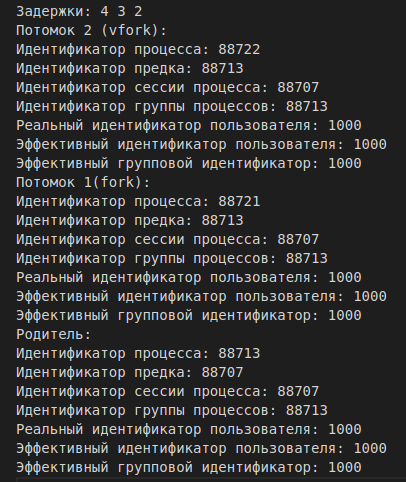 Задержки: 4 3 2
Потомок 2 (vfork):
Идентификатор процесса: 88722
Идентификатор предка: 88713
Идентификатор сессии процесса: 88707
Идентификатор группы процессов: 88713
Реальный идентификатор пользователя: 1000
Эффективный идентификатор пользователя: 1000
Эффективный групповой идентификатор: 1000
Потомок 1(fork):
Идентификатор процесса: 88721
Идентификатор предка: 88713
Идентификатор сессии процесса: 88707
Идентификатор группы процессов: 88713
Реальный идентификатор пользователя: 1000
Эффективный идентификатор пользователя: 1000
Эффективный групповой идентификатор: 1000
Родитель:
Идентификатор процесса: 88713
Идентификатор предка: 88707
Идентификатор сессии процесса: 88707
Идентификатор группы процессов: 88713
Реальный идентификатор пользователя: 1000
Эффективный идентификатор пользователя: 1000
Эффективный групповой идентификатор: 1000